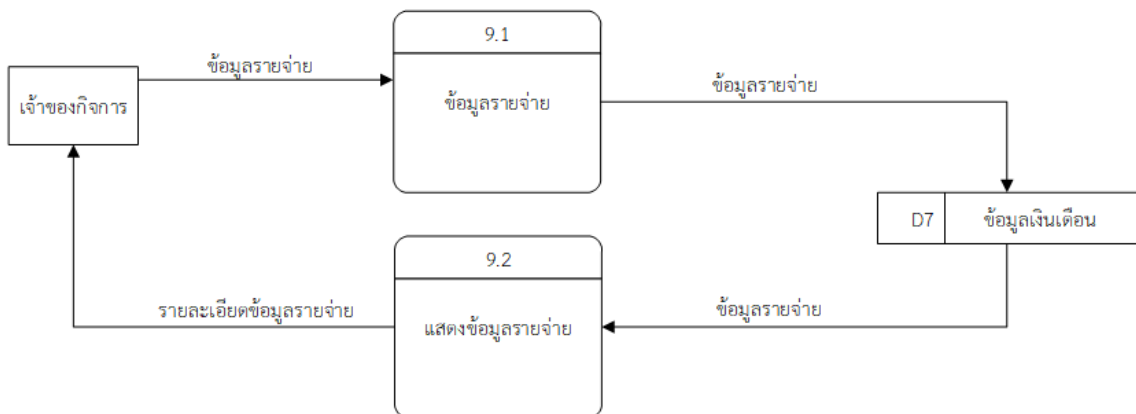 9.1
ข้อมูลรายจ่าย
ข้อมูลรายจ่าย
เจ้าของกิจการ
ข้อมูลรายจ่าย
D7
ข้อมูลเงินเดือน
9.2
รายละเอียดข้อมูลรายจ่าย
ข้อมูลรายจ่าย
แสดงข้อมูลรายจ่าย